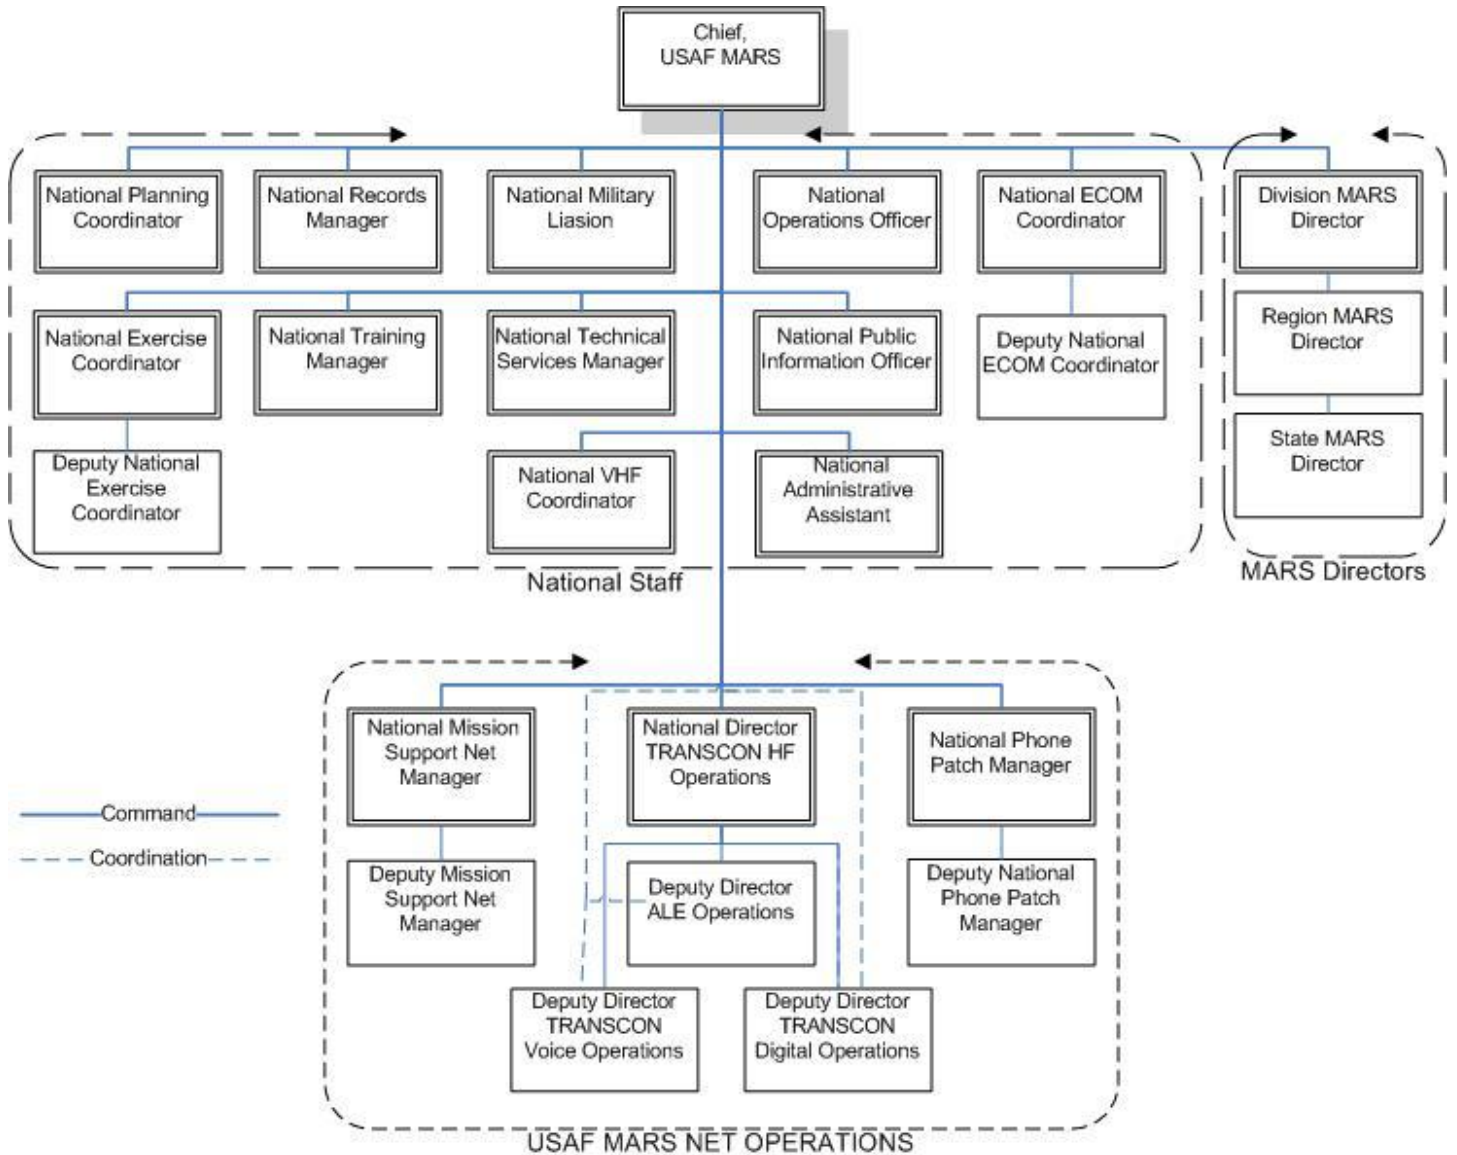 Chief,
USAF MARS
National Planning
Coordinator
National Records
Manager
National Military
Liasion
National
Operations Officer
National ECOM
Coordinator
Division MARS
Director
National Exercise
Coordinator
National Training
Manager
National Technical
Services Manager
National Public
Information Officer
Deputy National
ECOM Coordinator
Region MARS
Director
Deputy National
Exercise
Coordinator
National VHF
Coordinator
National
Administrative
Assistant
State MARS
Director
National Staff
MARS Directors
National Mission
Support Net
Manager
National Director
TRANSCON HF
Operations
National Phone
Patch Manager
Command
Coordination
Deputy Mission
Support Net
Manager
Deputy Director
ALE Operations
Deputy National
Phone Patch
Manager
Deputy Director
TRANSCON
Voice Operations
Deputy Director
TRANSCON
Digital Operations
USAF MARS NET OPERATIONS